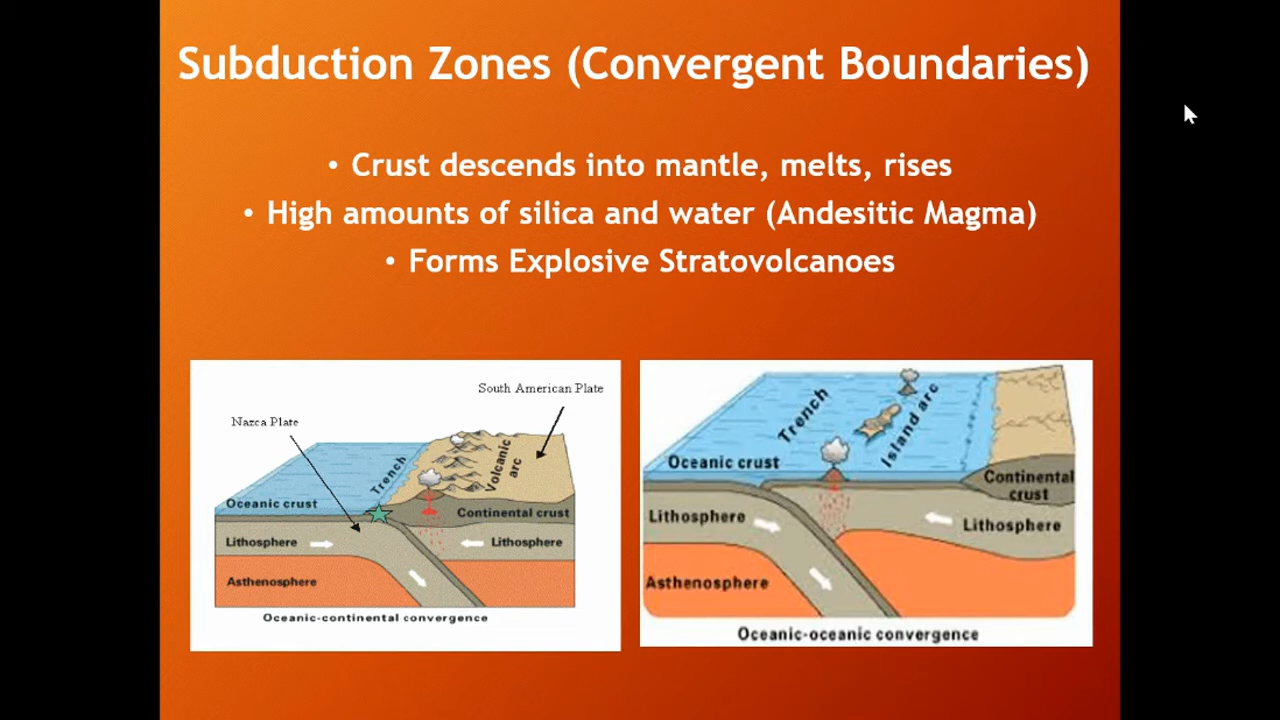 Subduction Zones (Convergent Boundaries)
• Crust descends into mantle, melts, rises
• High amounts of silica and water (Andesitic Magma)
• Forms Explosive Stratovolcanoes
South American Plate
Nazca Plate
Trench
Volcanic
arc
Oceanic crust
Continental crust
Lithosphere
Lithosphere
Asthenosphere
Oceanic-continental convergence
Trench
Island arc
Oceanic crust
Continental
crust
Lithosphere
Lithosphere
Asthenosphere
Oceanic-oceanic convergence